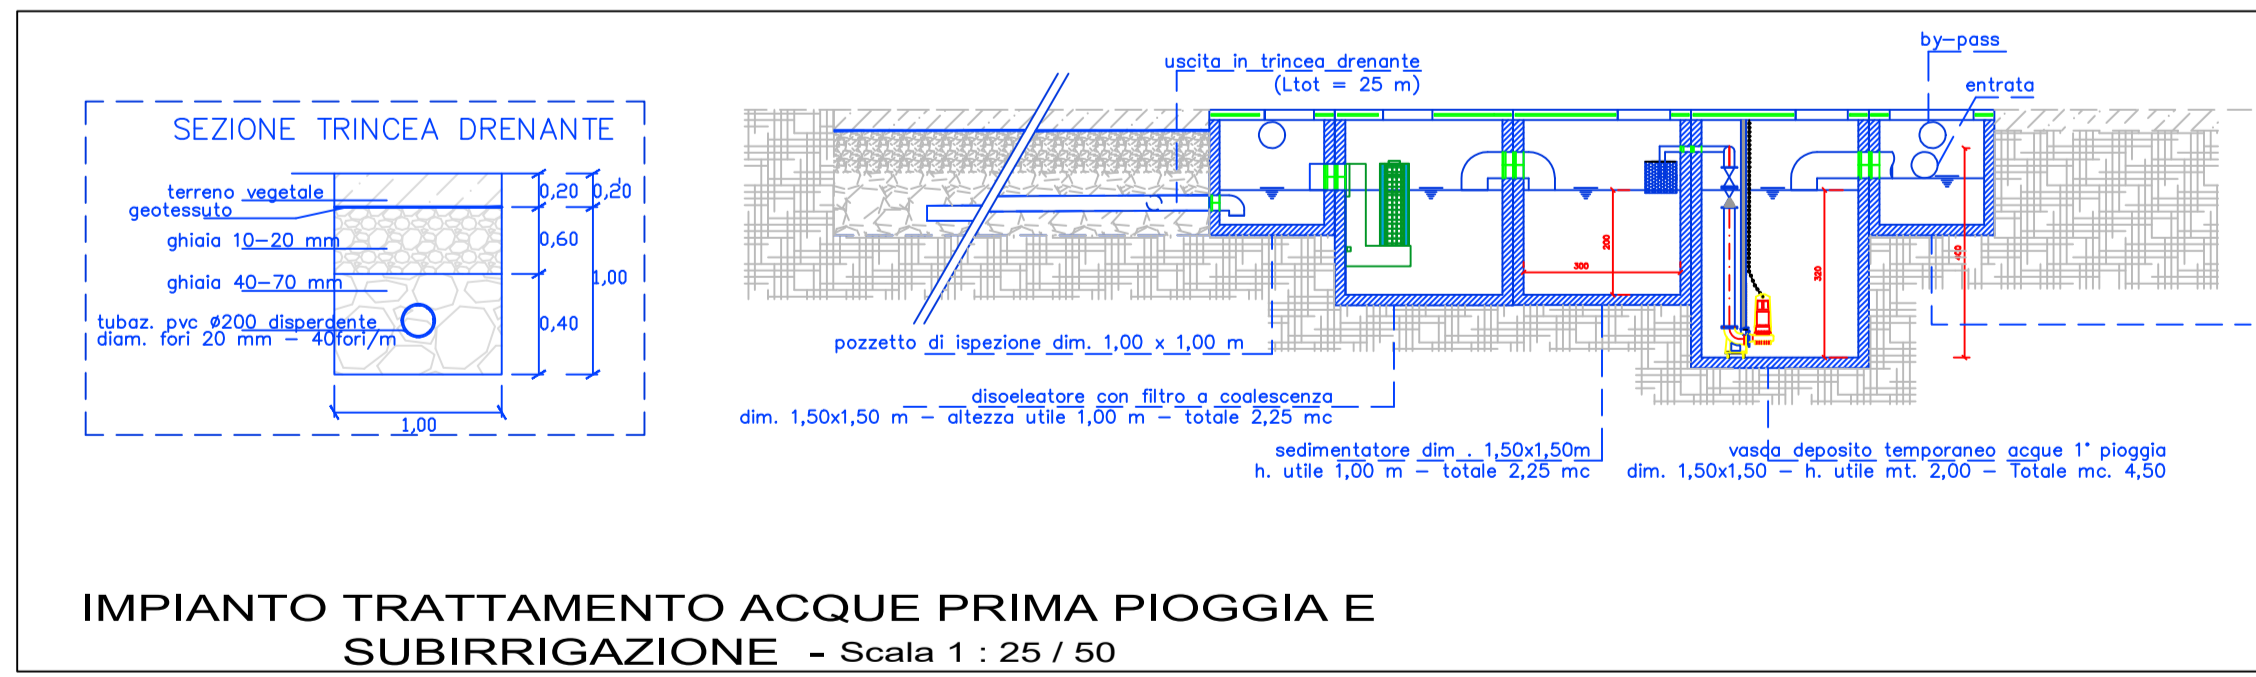 SEZIONE TRINCEA DRENANTE
terreno vegetale
geotessuto
ghiaia 10-20 mm
ghiaia 40-70 mm
tubaz. pvc ø200 disperdente
diam. fori 20 mm - 40fori/m
0,20
0,20
0,60
1,00
0,40
1,00
uscita in trincea drenante
(Ltot = 25 m)
by-pass
entrata
200
300
320
400
pozzetto di ispezione dim. 1,00 x 1,00 m
disoeleatore con filtro a coalescenza
dim. 1,50x1,50 m - altezza utile 1,00 m - totale 2,25 mc
sedimentatore dim . 1,50x1,50m
h. utile 1,00 m - totale 2,25 mc
vasca deposito temporaneo acque 1° pioggia
dim. 1,50x1,50 - h. utile mt. 2,00 - Totale mc. 4,50
IMPIANTO TRATTAMENTO ACQUE PRIMA PIOGGIA E
SUBIRRIGAZIONE - Scala 1 : 25 / 50